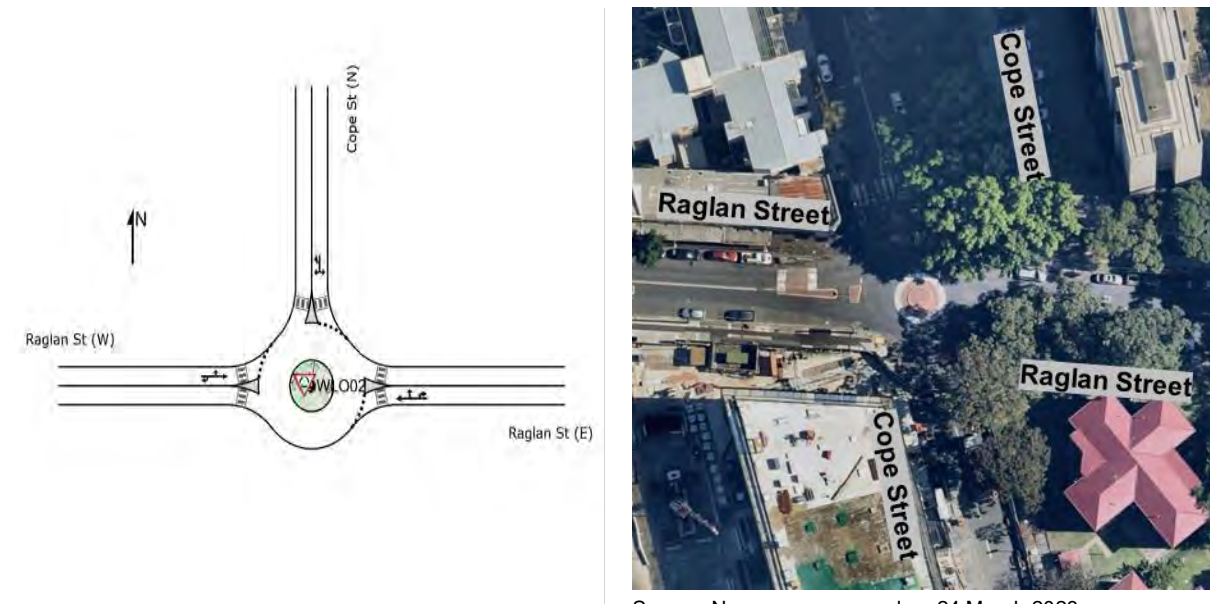 Cope St (N)
N
Raglan St (W)
WLO02
Raglan St (E)
Cope Street
Raglan Street
Raglan Street
Cope Street